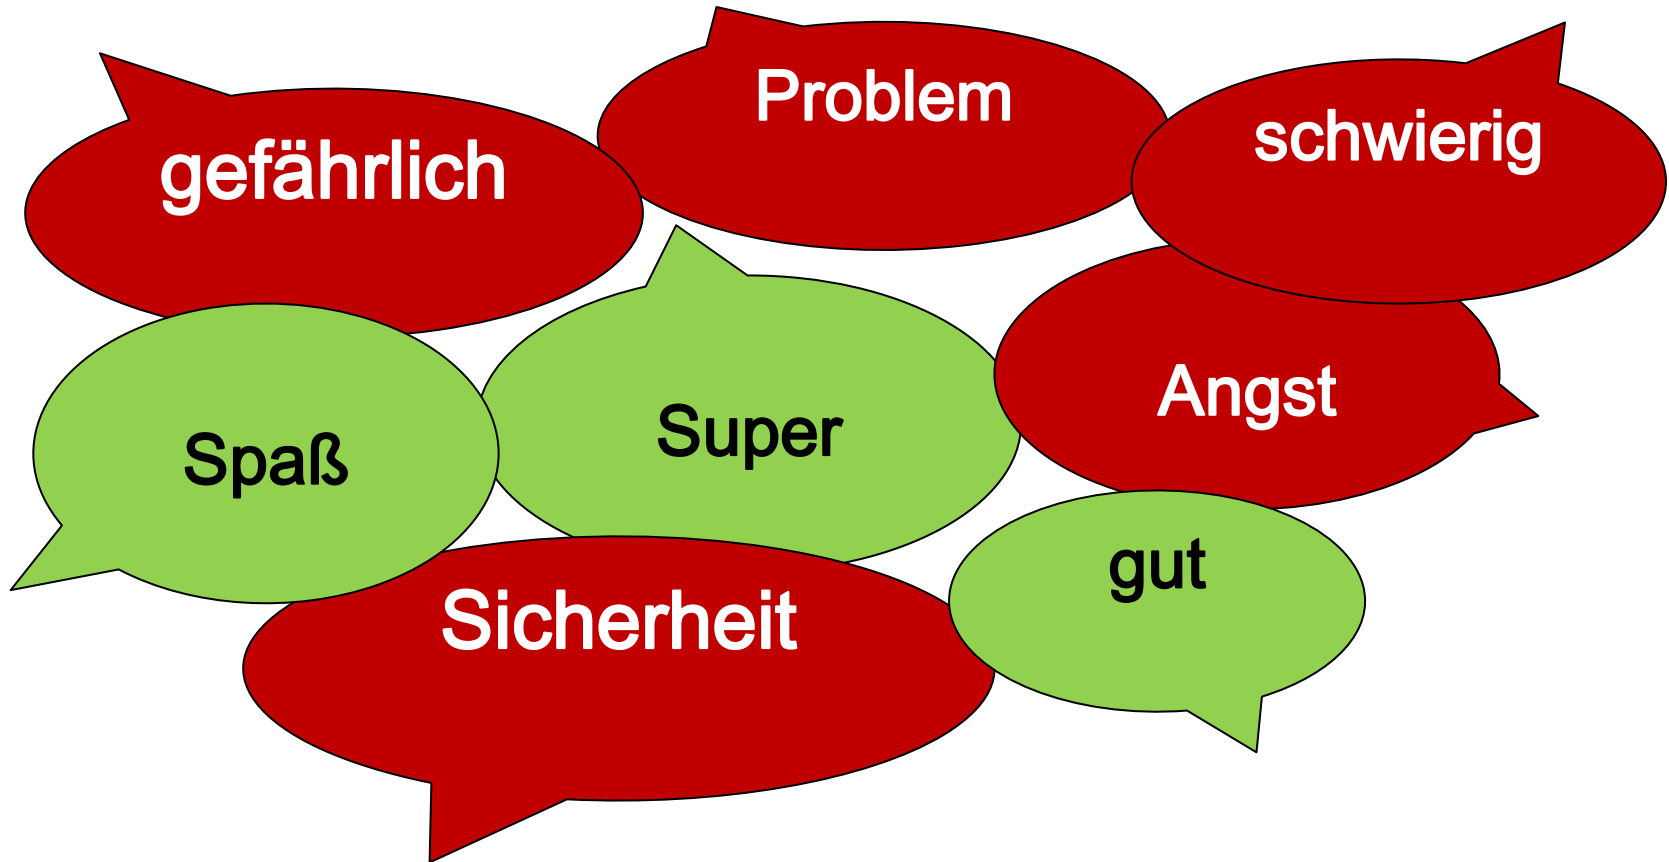 Problem
schwierig
gefährlich
Angst
Super
Spaß
gut
Sicherheit